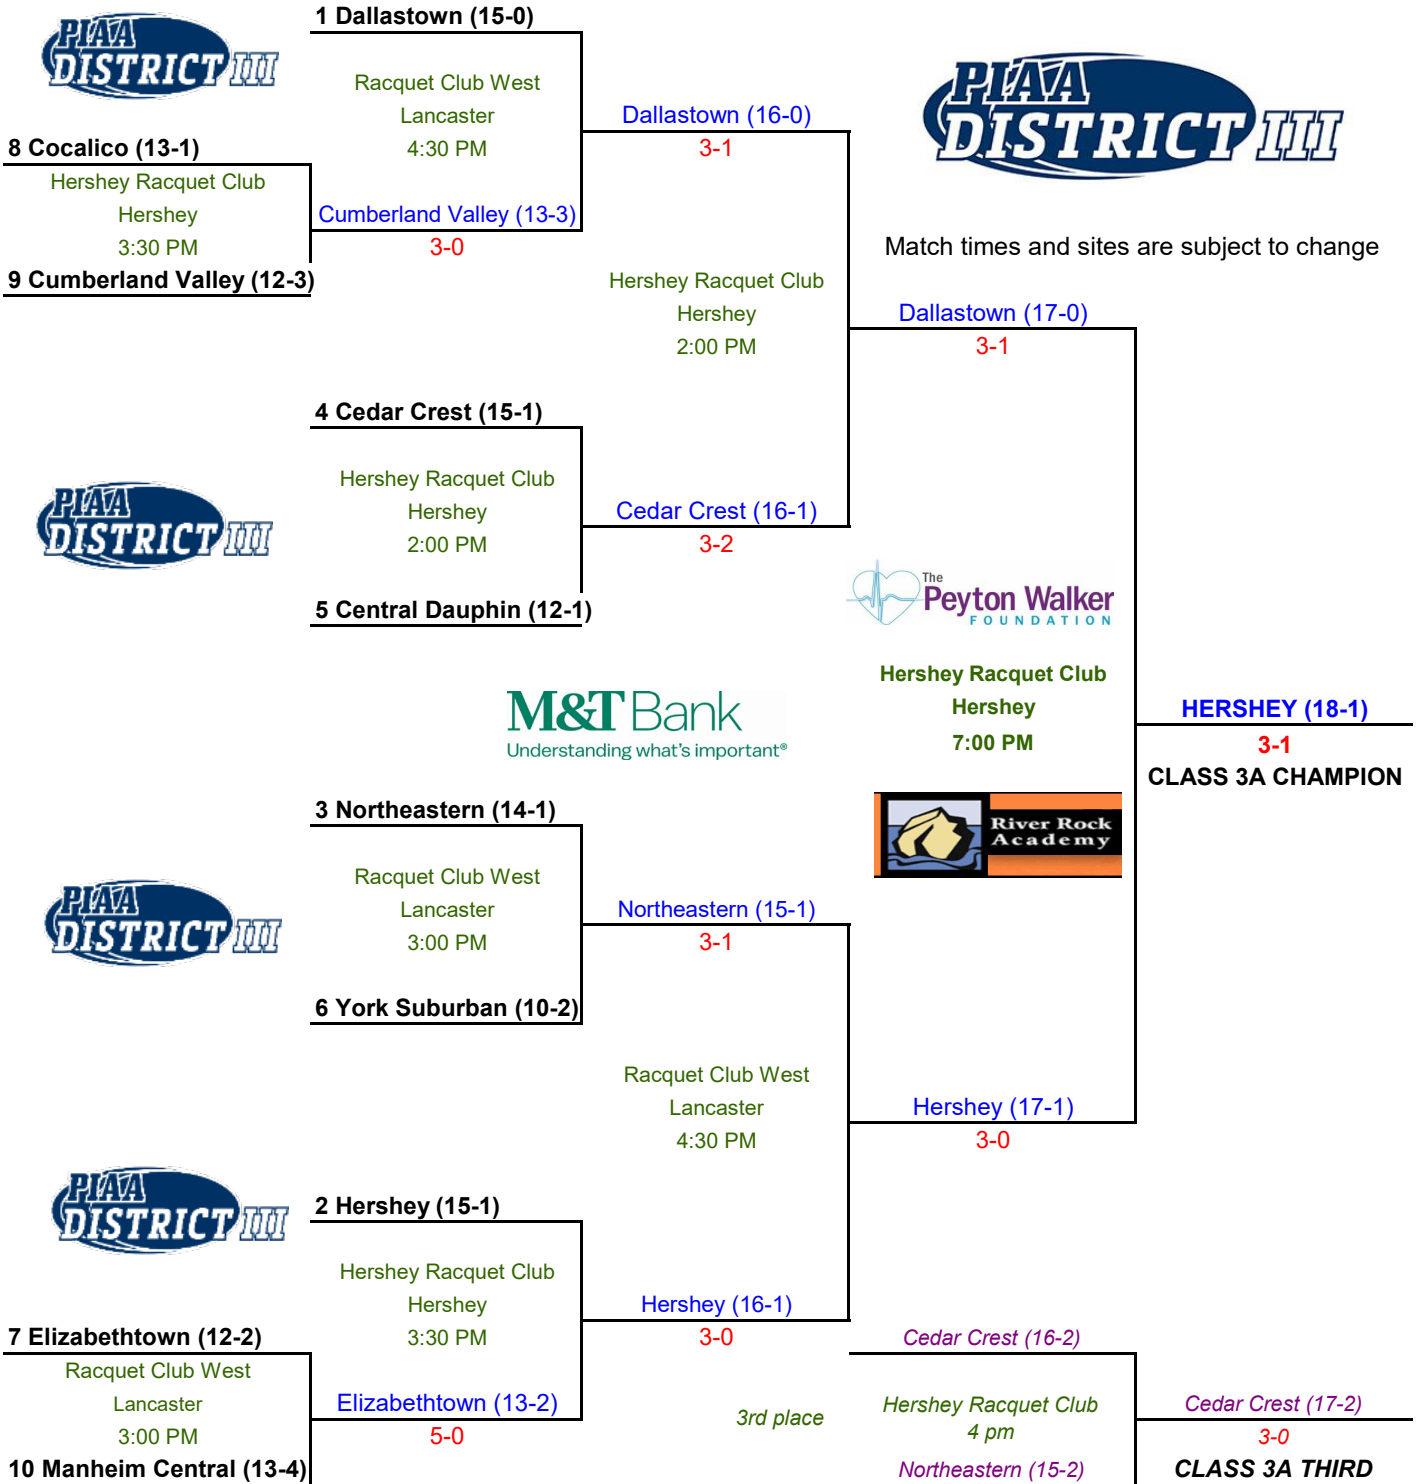 PIAA
DISTRICT III
1 Dallastown (15-0)
Racquet Club West
Lancaster
4:30 PM
8 Cocalico (13-1)
Hershey Racquet Club
Hershey
3:30 PM
9 Cumberland Valley (12-3)
Cumberland Valley (13-3)
3-0
Dallastown (16-0)
3-1
PIAA
DISTRICT III
Match times and sites are subject to change
Hershey Racquet Club
Hershey
2:00 PM
Dallastown (17-0)
3-1
4 Cedar Crest (15-1)
PIAA
DISTRICT III
Hershey Racquet Club
Hershey
2:00 PM
5 Central Dauphin (12-1)
Cedar Crest (16-1)
3-2
The
Peyton Walker
FOUNDATION
M&T Bank
Understanding what's important®
Hershey Racquet Club
Hershey
7:00 PM
HERSHEY (18-1)
3-1
CLASS 3A CHAMPION
River Rock
Academy
3 Northeastern (14-1)
Racquet Club West
Lancaster
3:00 PM
PIAA
DISTRICT III
6 York Suburban (10-2)
Northeastern (15-1)
3-1
Racquet Club West
Lancaster
4:30 PM
Hershey (17-1)
3-0
PIAA
DISTRICT III
2 Hershey (15-1)
Hershey Racquet Club
Hershey
3:30 PM
Hershey (16-1)
3-0
7 Elizabethtown (12-2)
Racquet Club West
Lancaster
3:00 PM
10 Manheim Central (13-4)
Elizabethtown (13-2)
5-0
3rd place
Cedar Crest (16-2)
Hershey Racquet Club
4 pm
Northeastern (15-2)
Cedar Crest (17-2)
3-0
CLASS 3A THIRD